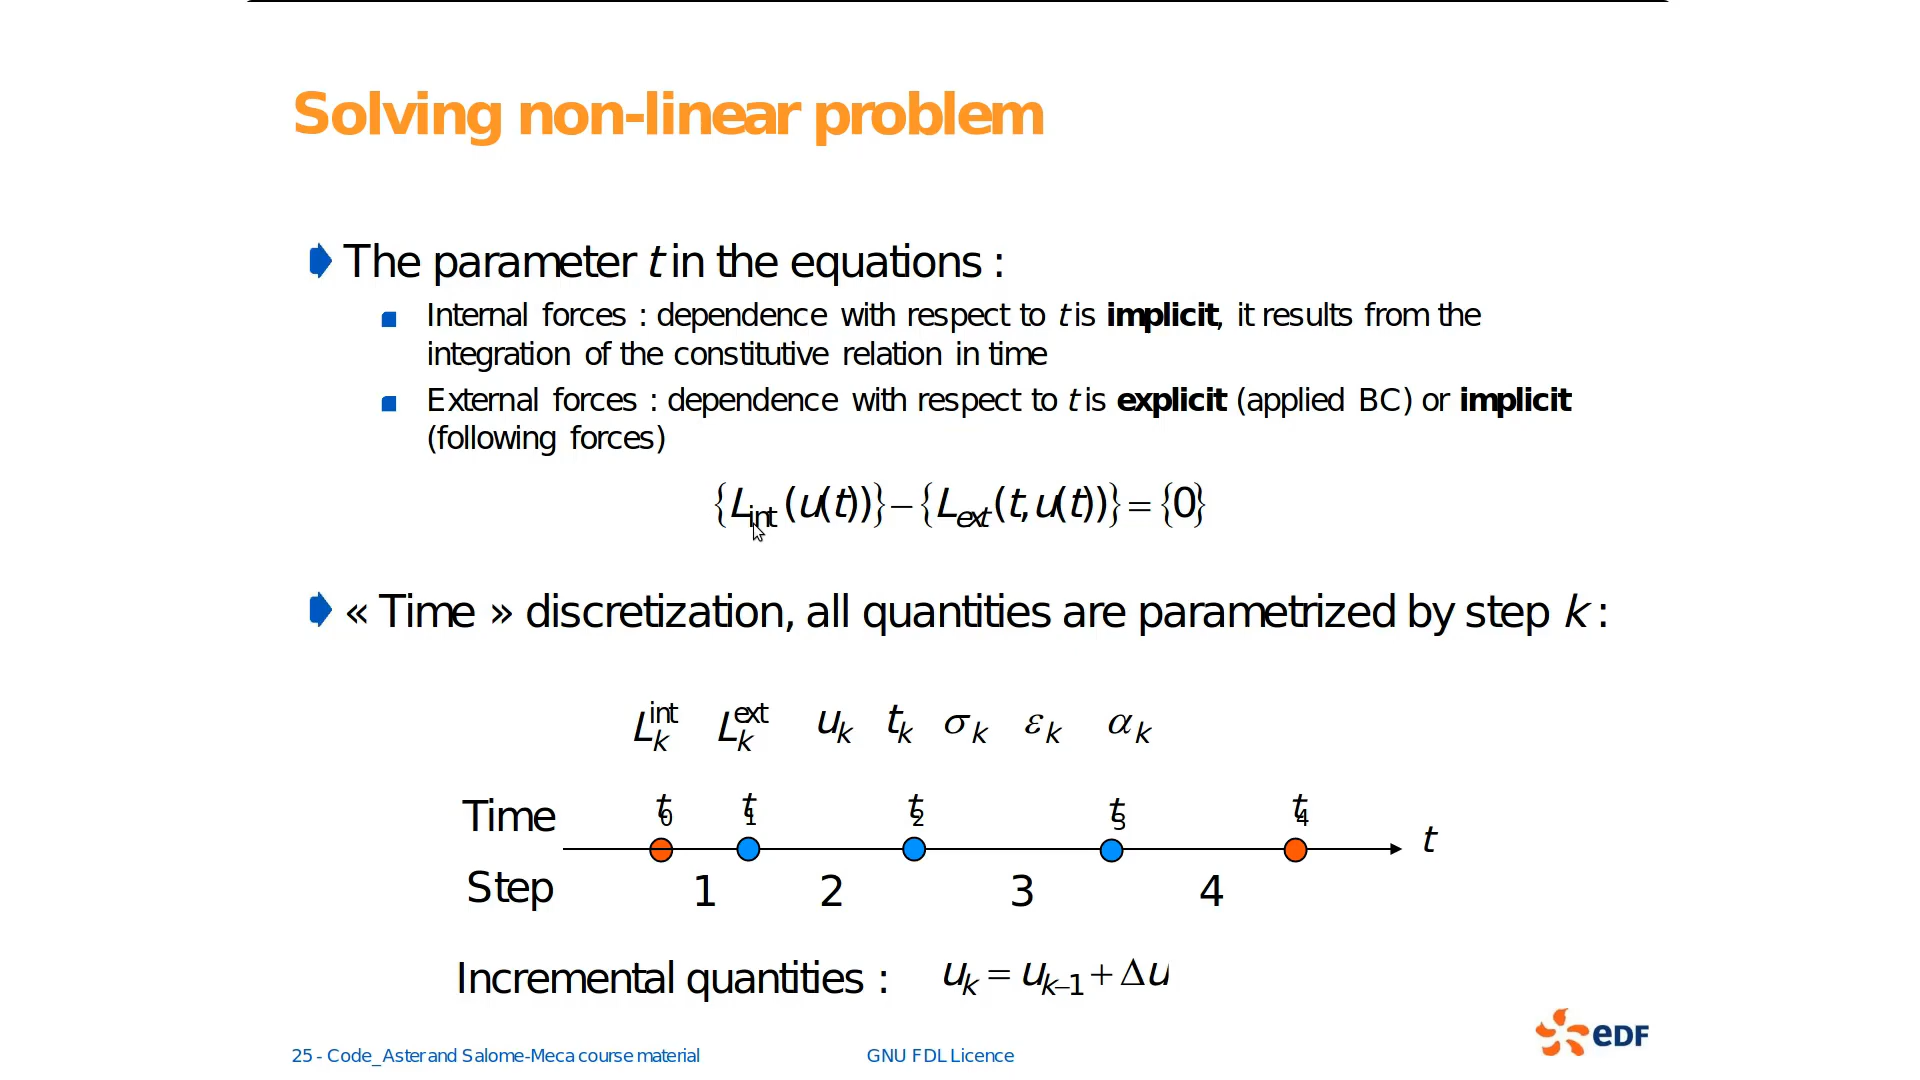 Solving non-linear problem
The parameter t in the equations :
Internal forces : dependence with respect to t is implicit, it results from the
integration of the constitutive relation in time
External forces : dependence with respect to t is explicit (applied BC) or implicit
(following forces)
{L_int (u(t))} − {L_ext (t, u(t))} = {0}
« Time » discretization, all quantities are parametrized by step k :
L_k^int L_k^ext u_k t_k σ_k ε_k α_k
Time t_0 t_1 t_2 t_3 t_4 t
Step 1 2 3 4
Incremental quantities : u_k = u_k−1 + Δu
eDF
25 - Code_Aster and Salome-Meca course material GNU FDL Licence